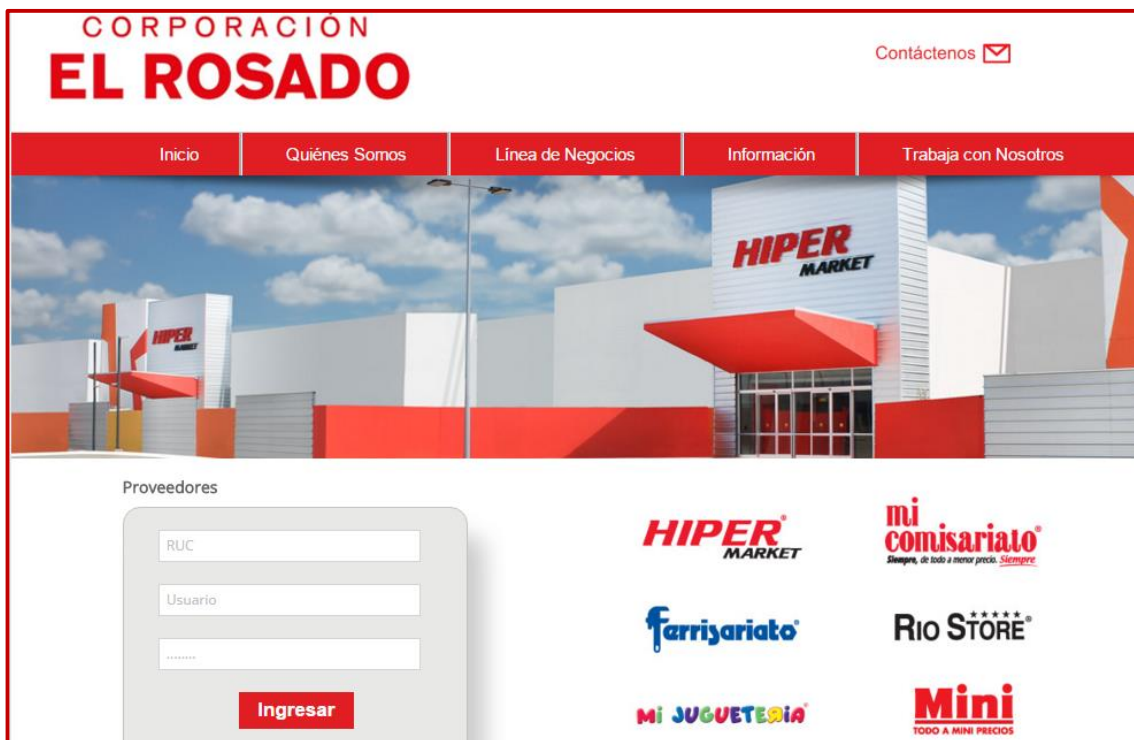 CORPORACIÓN
EL ROSADO
Contáctenos
Inicio
Quiénes Somos
Línea de Negocios
Información
Trabaja con Nosotros
HIPER
MARKET
HIPER
MARKET
Proveedores
RUC
Usuario
........
Ingresar
HIPER
MARKET
mi
comisariato
Siempre, de todo a menor precio. Siempre
Ferrisariato
RIO STORE
Mi JUGUETERiA
Mini
TODO A MINI PRECIOS